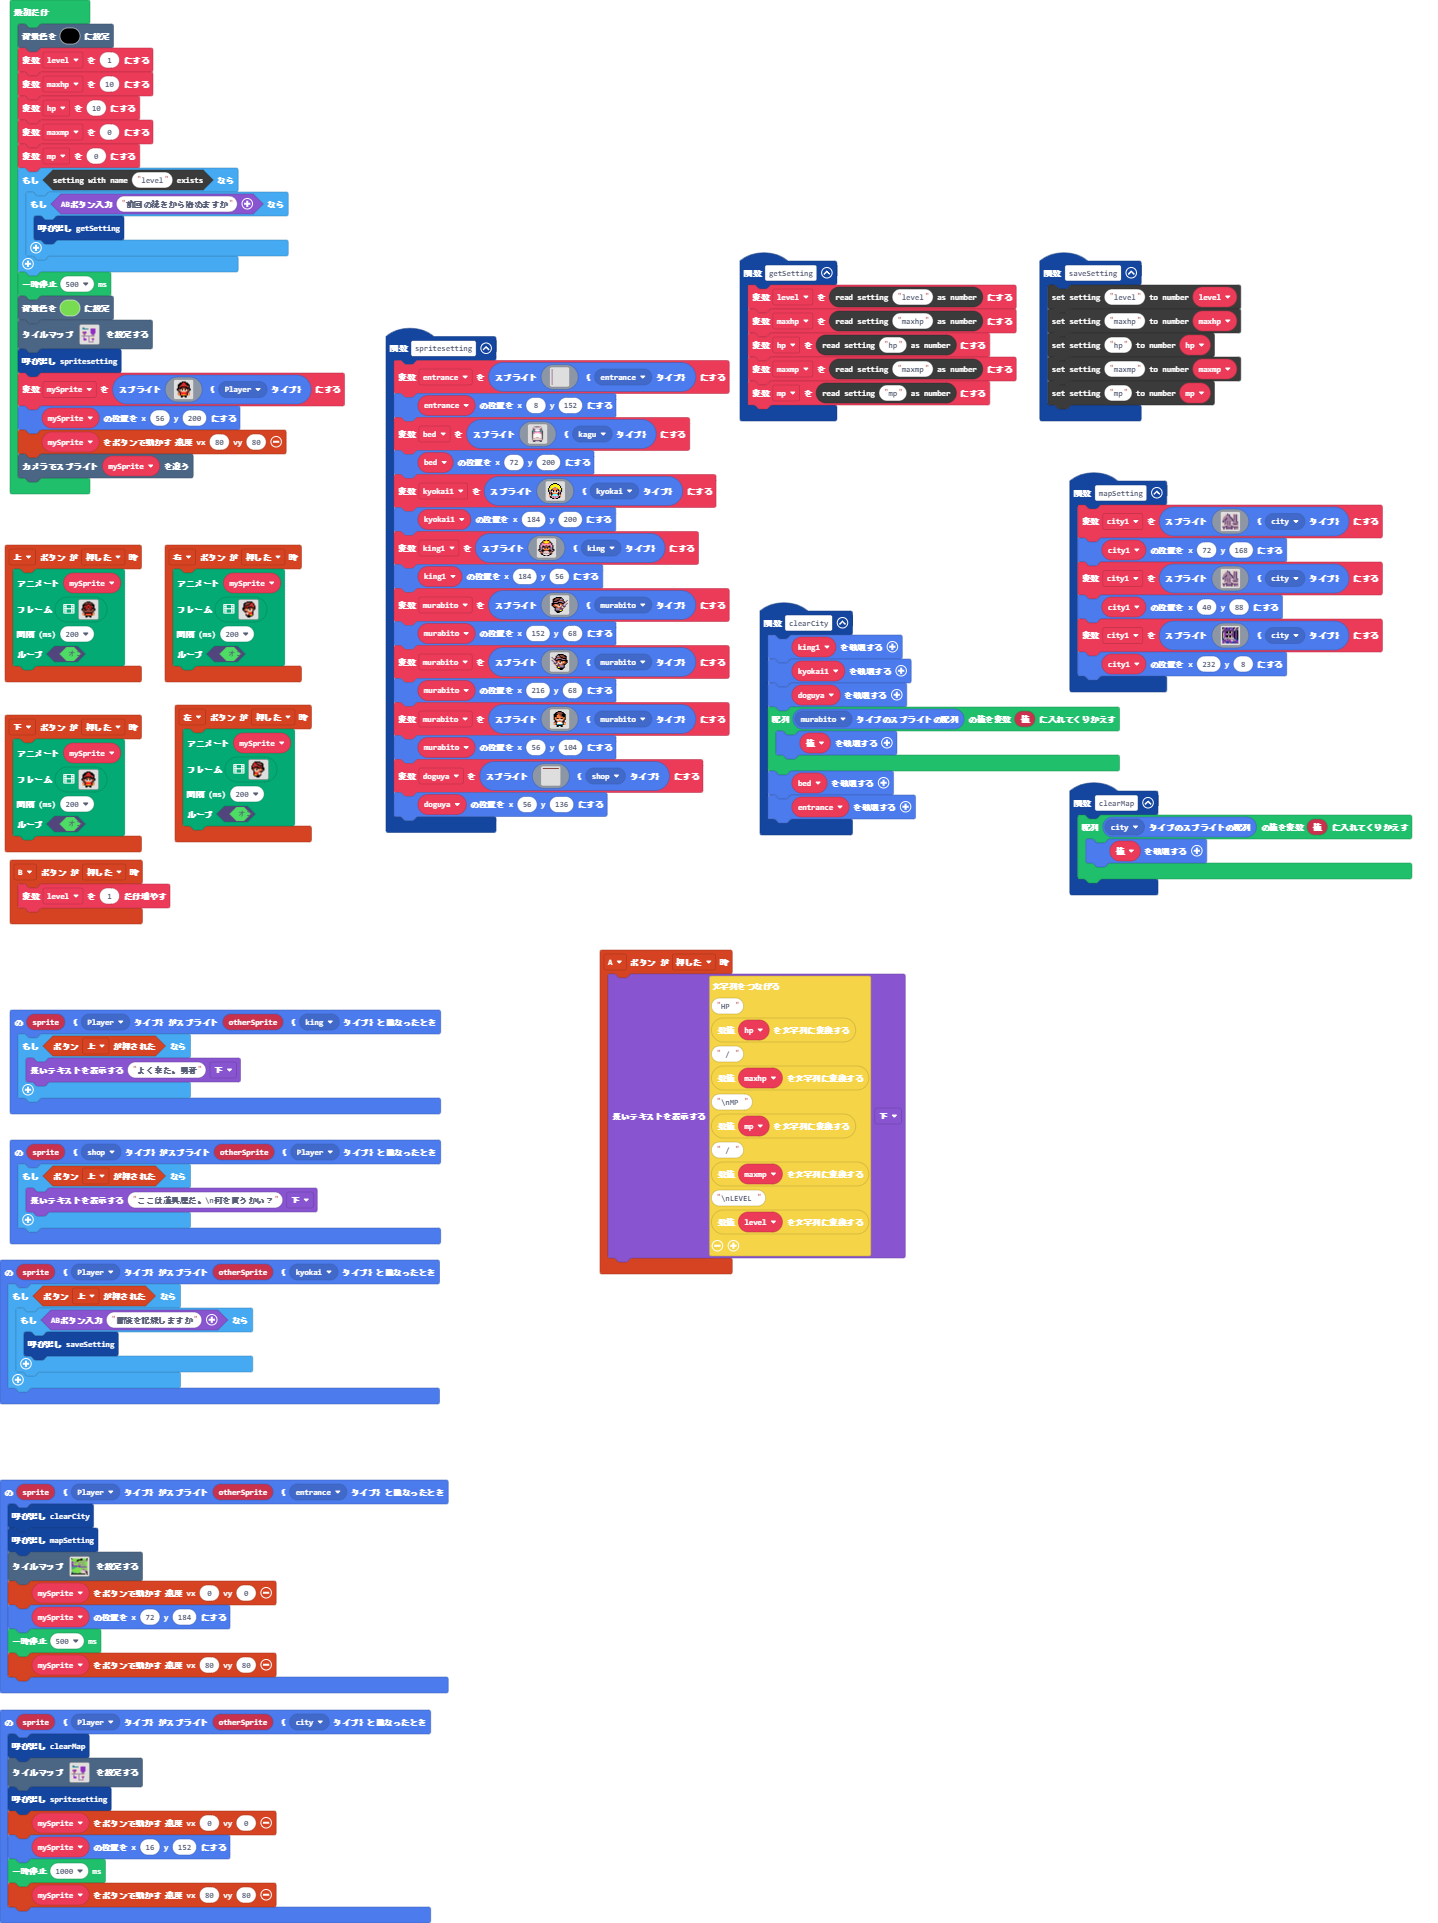 最初だけ
背景色を に設定
変数 level を 1 にする
変数 maxhp を 10 にする
変数 hp を 10 にする
変数 maxmp を 0 にする
変数 mp を 0 にする
もし setting with name "level" exists なら
もし ABボタン入力 "前回の続きから始めますか" なら
呼び出し getSetting
一時停止 500 ms
背景色を に設定
タイルマップ を設定する
呼び出し spritesetting
変数 mySprite を スプライト ( Player タイプ) にする
mySprite の位置を x 56 y 200 にする
mySprite をボタンで動かす 速度 vx 80 vy 80
カメラでスプライト mySprite を追う
上 ボタン が 押した 時
アニメート mySprite
フレーム
間隔 (ms) 200
ループ オ
右 ボタン が 押した 時
アニメート mySprite
フレーム
間隔 (ms) 200
ループ オ
下 ボタン が 押した 時
アニメート mySprite
フレーム
間隔 (ms) 200
ループ オ
左 ボタン が 押した 時
アニメート mySprite
フレーム
間隔 (ms) 200
ループ オ
B ボタン が 押した 時
変数 level を 1 だけ増やす
関数 spritesetting
変数 entrance を スプライト ( entrance タイプ) にする
entrance の位置を x 8 y 152 にする
変数 bed を スプライト ( kagu タイプ) にする
bed の位置を x 72 y 200 にする
変数 kyokai1 を スプライト ( kyokai タイプ) にする
kyokai1 の位置を x 184 y 200 にする
変数 king1 を スプライト ( king タイプ) にする
king1 の位置を x 184 y 56 にする
変数 murabito を スプライト ( murabito タイプ) にする
murabito の位置を x 152 y 68 にする
変数 murabito を スプライト ( murabito タイプ) にする
murabito の位置を x 216 y 68 にする
変数 murabito を スプライト ( murabito タイプ) にする
murabito の位置を x 56 y 104 にする
変数 doguya を スプライト ( shop タイプ) にする
doguya の位置を x 56 y 136 にする
関数 getSetting
変数 level を read setting "level" as number にする
変数 maxhp を read setting "maxhp" as number にする
変数 hp を read setting "hp" as number にする
変数 maxmp を read setting "maxmp" as number にする
変数 mp を read setting "mp" as number にする
関数 saveSetting
set setting "level" to number level
set setting "maxhp" to number maxhp
set setting "hp" to number hp
set setting "maxmp" to number maxmp
set setting "mp" to number mp
関数 mapSetting
変数 city1 を スプライト ( city タイプ) にする
city1 の位置を x 72 y 168 にする
変数 city1 を スプライト ( city タイプ) にする
city1 の位置を x 40 y 88 にする
変数 city1 を スプライト ( city タイプ) にする
city1 の位置を x 232 y 8 にする
関数 clearCity
king1 を破壊する
kyokai1 を破壊する
doguya を破壊する
配列 murabito タイプのスプライトの配列 の値を変数 値 に入れてくりかえす
値 を破壊する
bed を破壊する
entrance を破壊する
関数 clearMap
配列 city タイプのスプライトの配列 の値を変数 値 に入れてくりかえす
値 を破壊する
A ボタン が 押した 時
長いテキストを表示する 下
文字列をつなげる
"HP "
数値 hp を文字列に変換する
" / "
数値 maxhp を文字列に変換する
"\nMP "
数値 mp を文字列に変換する
" / "
数値 maxmp を文字列に変換する
"\nLEVEL "
数値 level を文字列に変換する
の sprite ( Player タイプ) がスプライト otherSprite ( king タイプ) と重なったとき
もし ボタン 上 が押された なら
長いテキストを表示する "よく来た。勇者" 下
の sprite ( shop タイプ) がスプライト otherSprite ( Player タイプ) と重なったとき
もし ボタン 上 が押された なら
長いテキストを表示する "ここは道具屋だ。\n何を買うかい？" 下
の sprite ( Player タイプ) がスプライト otherSprite ( kyokai タイプ) と重なったとき
もし ボタン 上 が押された なら
もし ABボタン入力 "冒険を記録しますか" なら
呼び出し saveSetting
の sprite ( Player タイプ) がスプライト otherSprite ( entrance タイプ) と重なったとき
呼び出し clearCity
呼び出し mapSetting
タイルマップ を設定する
mySprite をボタンで動かす 速度 vx 0 vy 0
mySprite の位置を x 72 y 184 にする
一時停止 500 ms
mySprite をボタンで動かす 速度 vx 80 vy 80
の sprite ( Player タイプ) がスプライト otherSprite ( city タイプ) と重なったとき
呼び出し clearMap
タイルマップ を設定する
呼び出し spritesetting
mySprite をボタンで動かす 速度 vx 0 vy 0
mySprite の位置を x 16 y 152 にする
一時停止 1000 ms
mySprite をボタンで動かす 速度 vx 80 vy 80